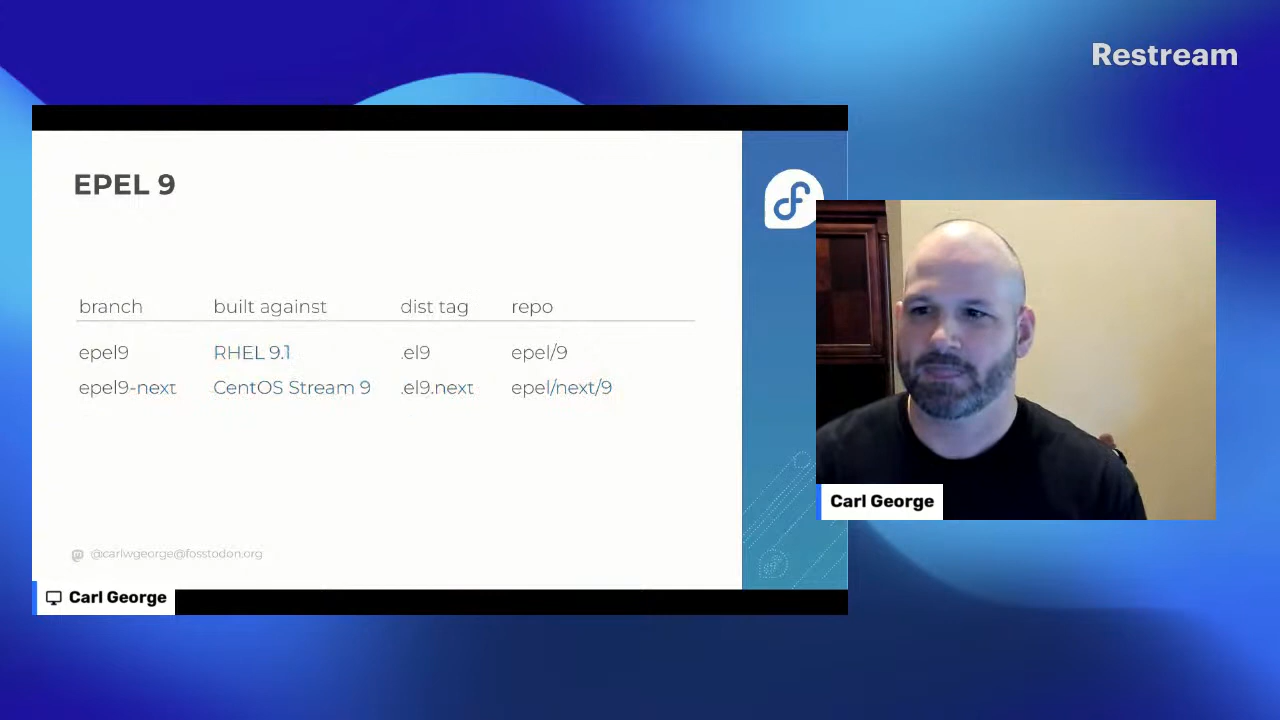 Restream
EPEL 9
branch built against dist tag repo
epel9 RHEL 9.1 .el9 epel/9
epel9-next CentOS Stream 9 .el9.next epel/next/9
@carlwgeorge@fosstodon.org
Carl George
Carl George